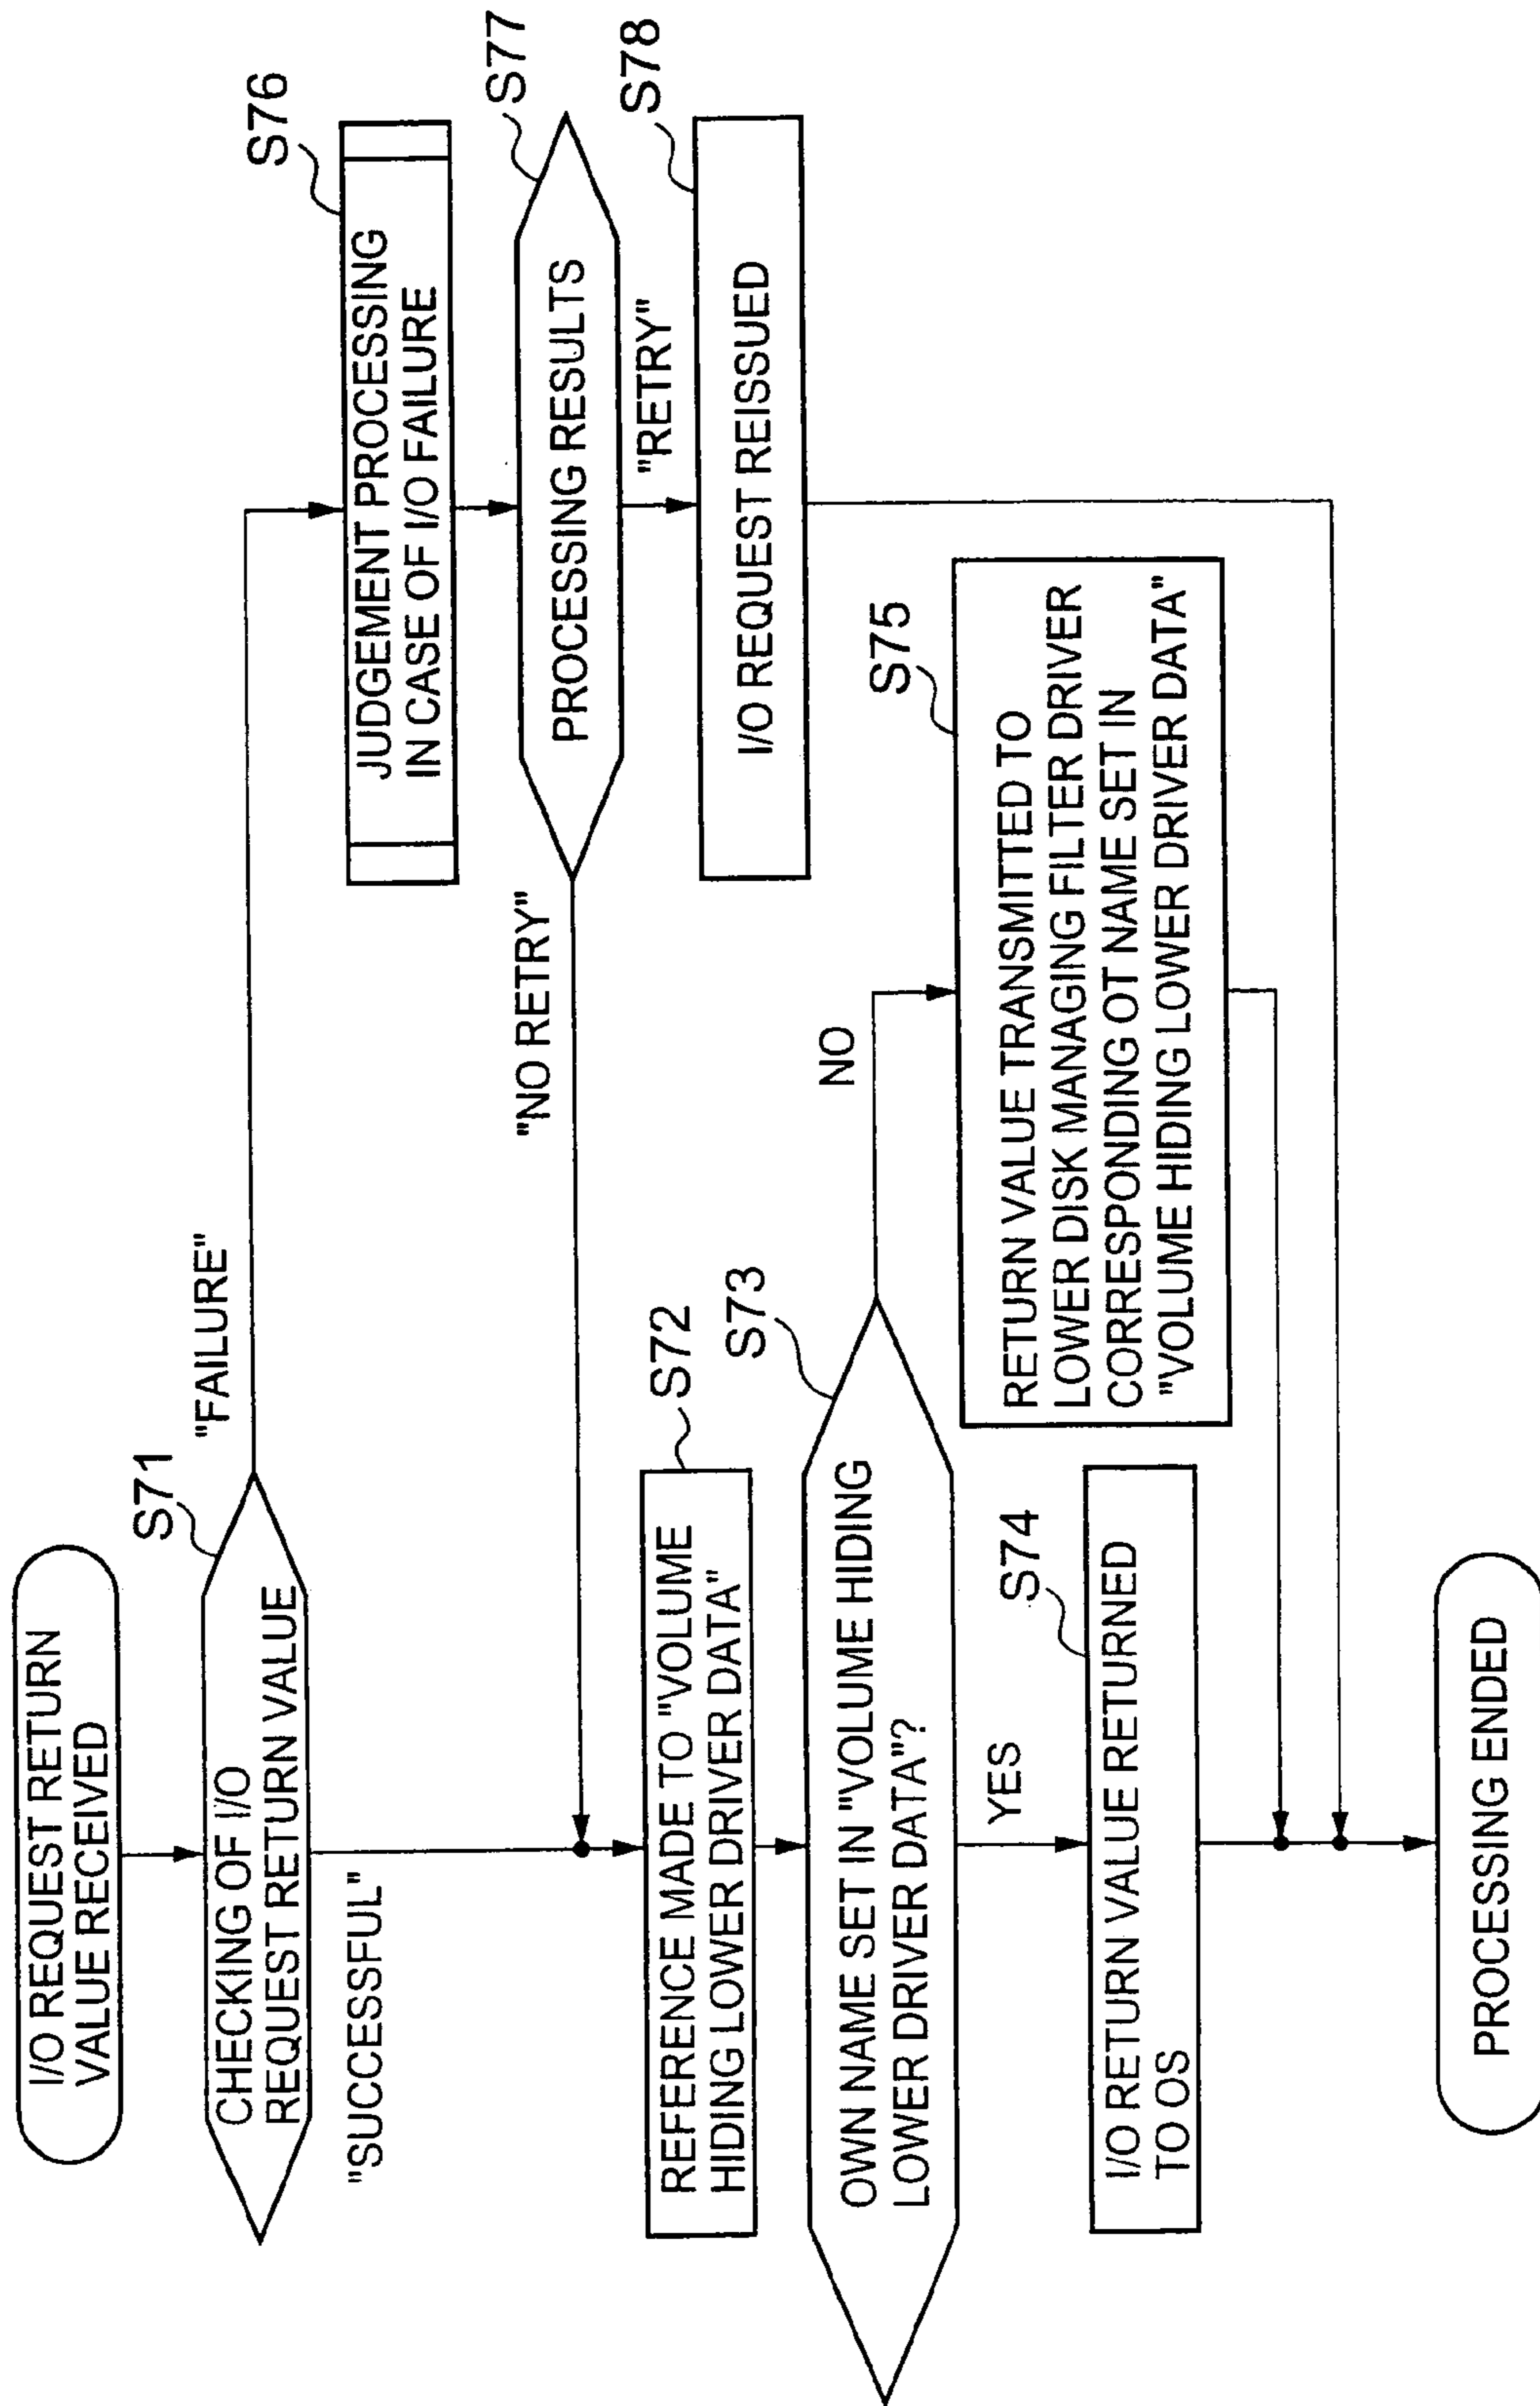 I/O REQUEST RETURN
VALUE RECEIVED
S71
CHECKING OF I/O
REQUEST RETURN VALUE
"FAILURE"
"SUCCESSFUL"
S76
JUDGEMENT PROCESSING
IN CASE OF I/O FAILURE
S77
PROCESSING RESULTS
"NO RETRY"
"RETRY"
S78
I/O REQUEST REISSUED
S72
REFERENCE MADE TO "VOLUME
HIDING LOWER DRIVER DATA"
S73
OWN NAME SET IN "VOLUME HIDING
LOWER DRIVER DATA"?
NO
YES
S75
RETURN VALUE TRANSMITTED TO
LOWER DISK MANAGING FILTER DRIVER
CORRESPONDING OT NAME SET IN
"VOLUME HIDING LOWER DRIVER DATA"
S74
I/O RETURN VALUE RETURNED
TO OS
PROCESSING ENDED